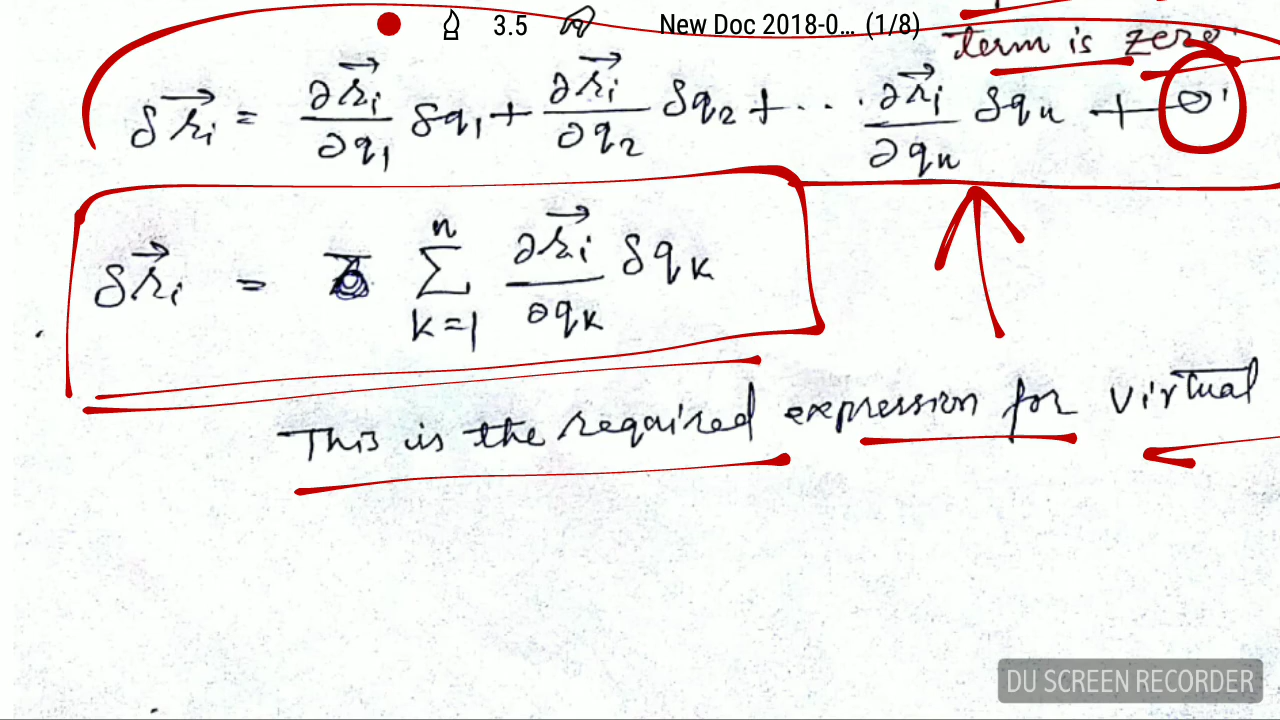 3.5 New Doc 2018-0... (1/8)
term is zero.
δr⃗ᵢ = ∂r⃗ᵢ/∂q₁ δq₁ + ∂r⃗ᵢ/∂q₂ δq₂ + ... ∂r⃗ᵢ/∂qₙ δqₙ + 0
δr⃗ᵢ = Σₖ₌₁ⁿ ∂r⃗ᵢ/∂qₖ δqₖ
This is the required expression for virtual
DU SCREEN RECORDER